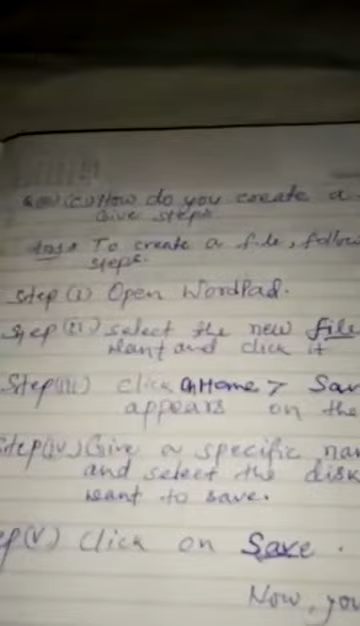 How do you create a
Give steps
Ans To create a file, follow
steps.
Step (i) Open WordPad.
Step (ii) select the new file
want and click it
Step (iii) click on Home > Sav
appears on the
Step (iv) Give a specific nam
and select the disk
want to save.
ep (v) Click on Save.
Now, you